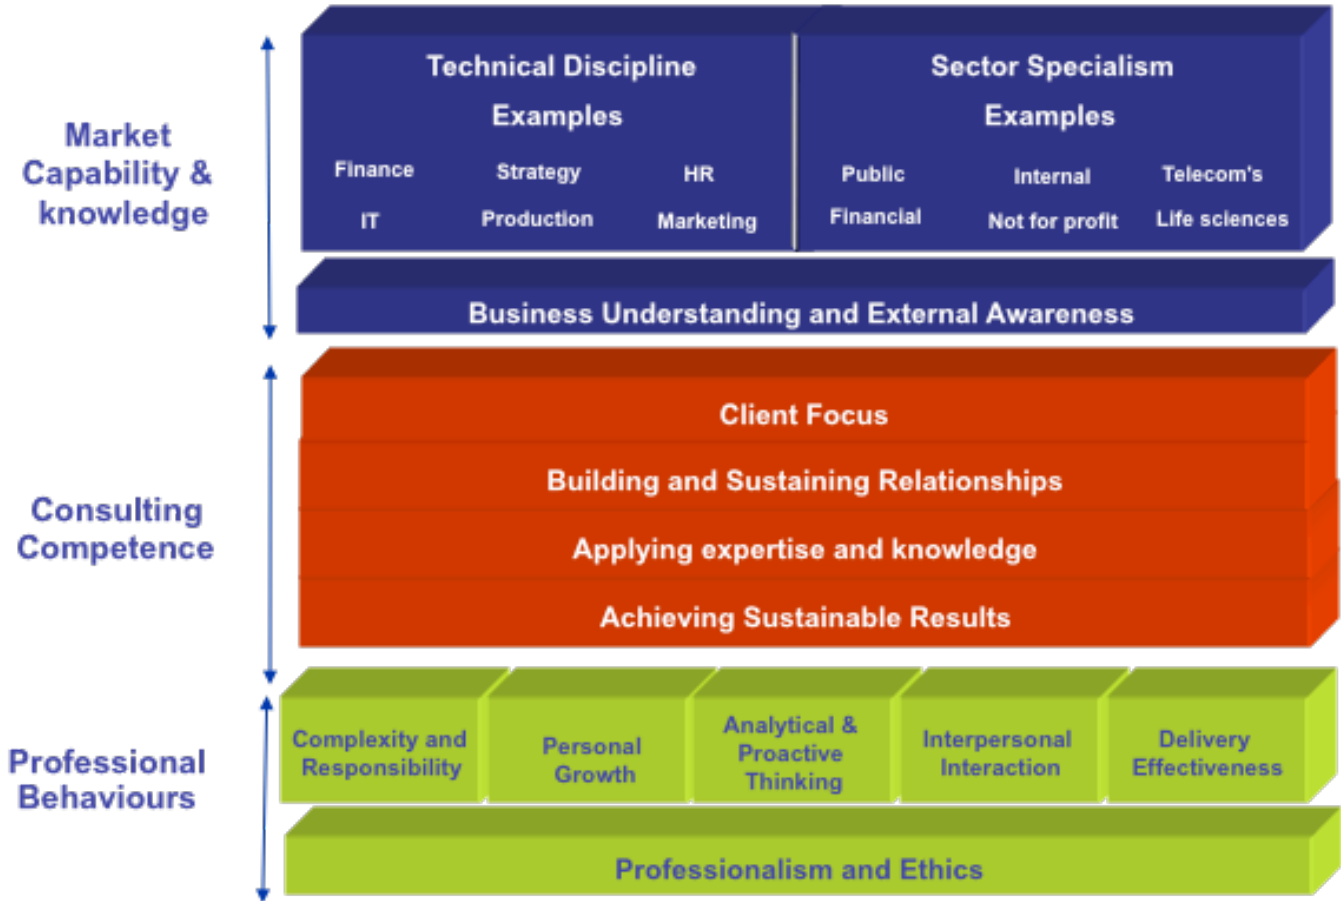 Market
Capability &
knowledge
Technical Discipline
Examples
Finance Strategy HR
IT Production Marketing
Sector Specialism
Examples
Public Internal Telecom's
Financial Not for profit Life sciences
Business Understanding and External Awareness
Consulting
Competence
Client Focus
Building and Sustaining Relationships
Applying expertise and knowledge
Achieving Sustainable Results
Professional
Behaviours
Complexity and
Responsibility
Personal
Growth
Analytical &
Proactive
Thinking
Interpersonal
Interaction
Delivery
Effectiveness
Professionalism and Ethics